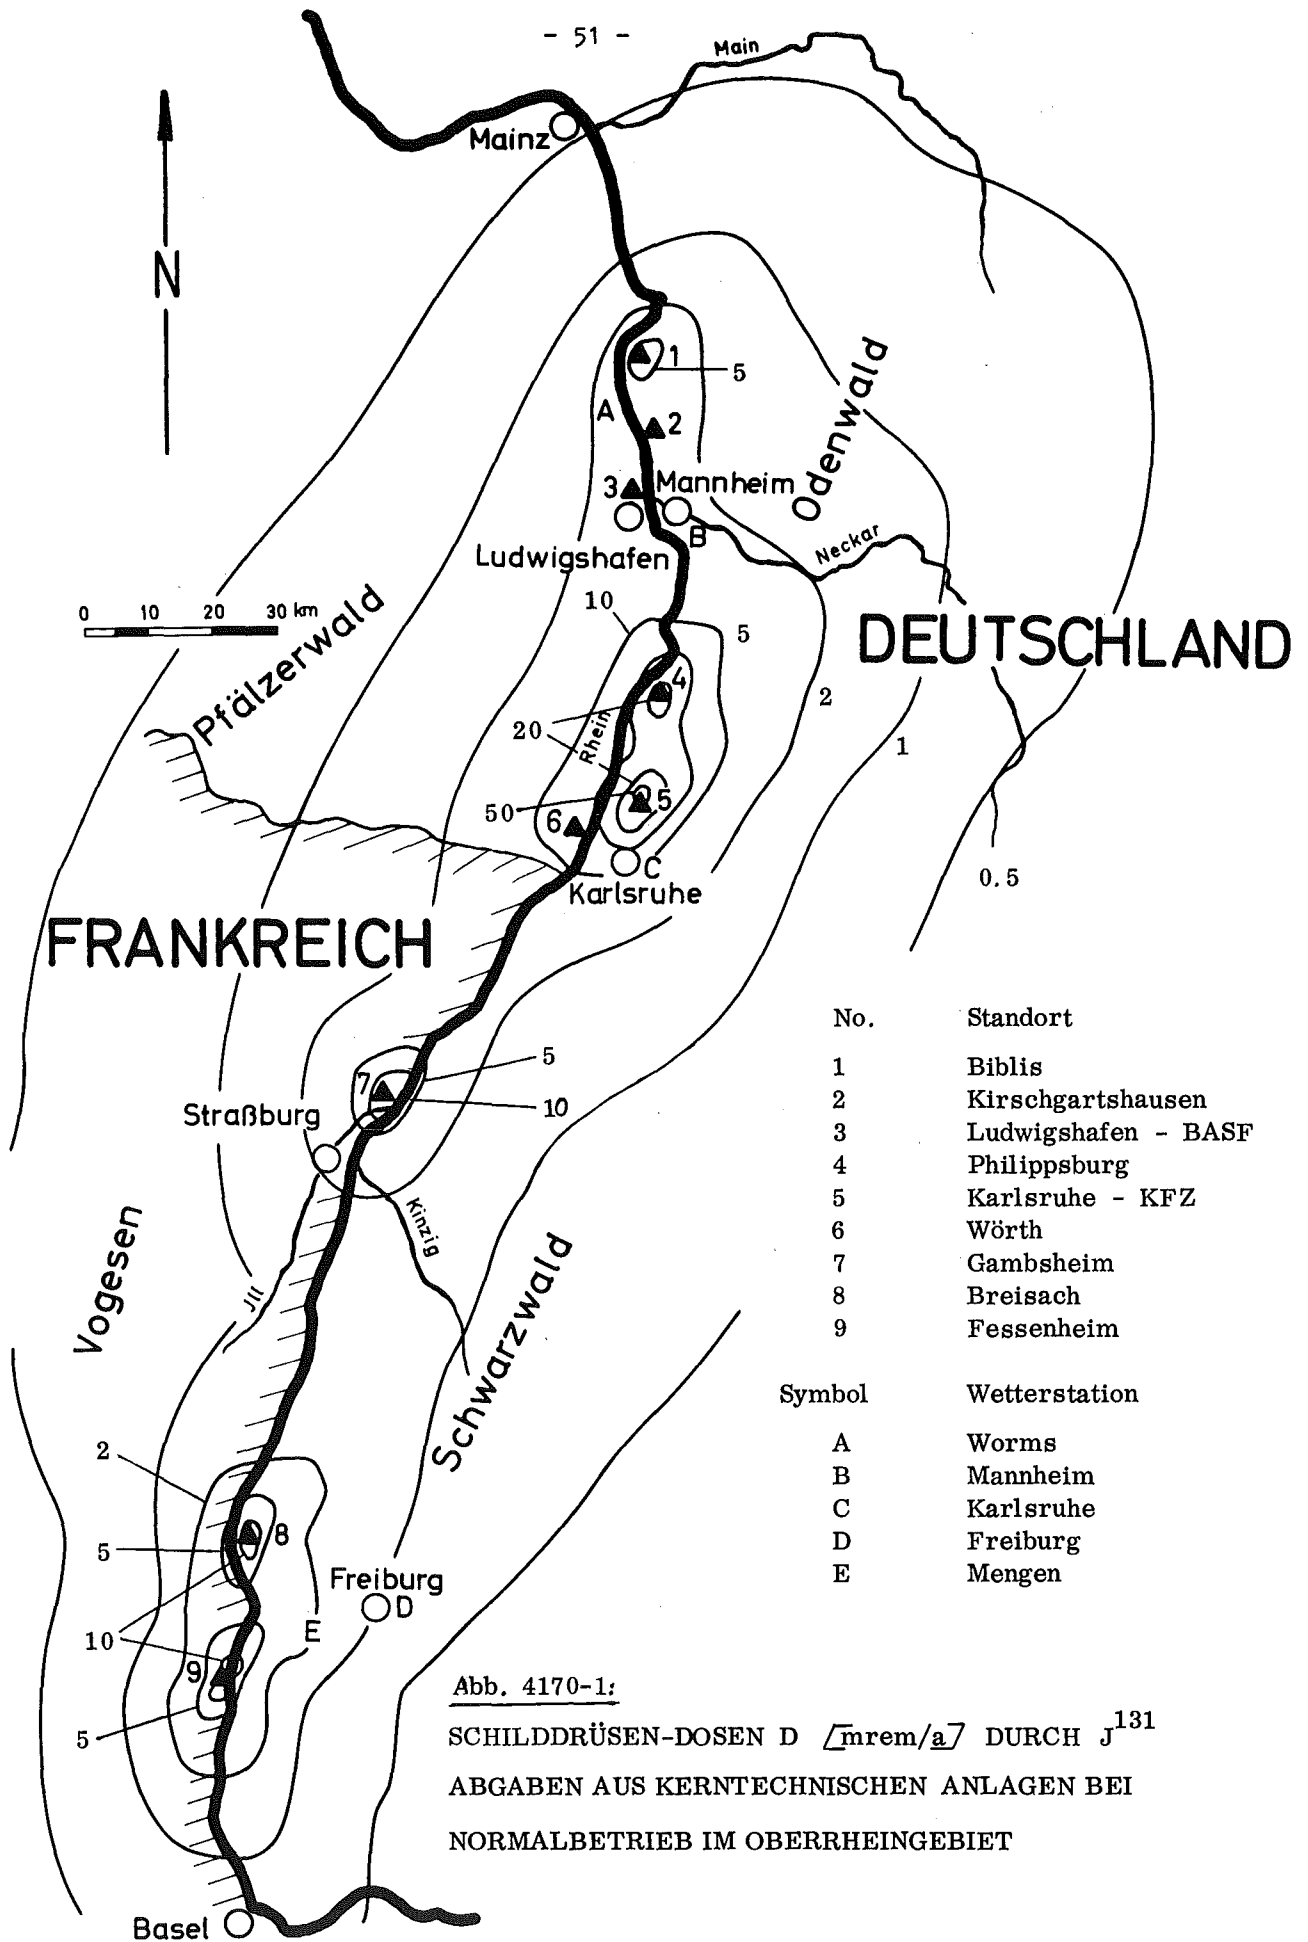 - 51 -
Main
Mainz
N
1
5
A
2
Odenwald
3
Mannheim
B
Neckar
Ludwigshafen
0 10 20 30 km
10
5
DEUTSCHLAND
Pfälzerwald
4
2
20
Rhein
1
50
5
6
C
0.5
Karlsruhe
FRANKREICH
No. Standort
1 Biblis
2 Kirschgartshausen
3 Ludwigshafen - BASF
4 Philippsburg
5 Karlsruhe - KFZ
6 Wörth
7 Gambsheim
8 Breisach
9 Fessenheim
Symbol Wetterstation
A Worms
B Mannheim
C Karlsruhe
D Freiburg
E Mengen
5
7
10
Straßburg
Kinzig
Vogesen
Jll
Schwarzwald
2
8
5
Freiburg
D
E
10
9
5
Basel
Abb. 4170-1:
SCHILDDRÜSEN-DOSEN D [mrem/a] DURCH J131
ABGABEN AUS KERNTECHNISCHEN ANLAGEN BEI
NORMALBETRIEB IM OBERRHEINGEBIET